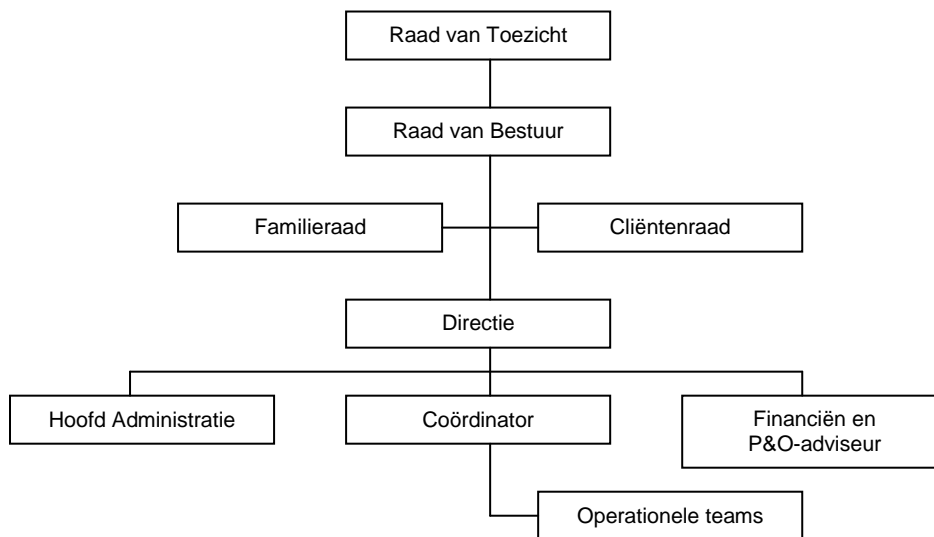 Raad van Toezicht
Raad van Bestuur
Familieraad
Cliëntenraad
Directie
Hoofd Administratie
Coördinator
Financiën en
P&O-adviseur
Operationele teams